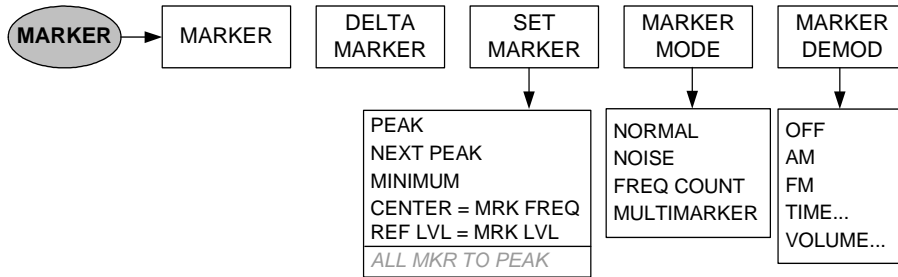 MARKER
MARKER
DELTA
MARKER
SET
MARKER
MARKER
MODE
MARKER
DEMOD
PEAK
NEXT PEAK
MINIMUM
CENTER = MRK FREQ
REF LVL = MRK LVL
ALL MKR TO PEAK
NORMAL
NOISE
FREQ COUNT
MULTIMARKER
OFF
AM
FM
TIME...
VOLUME...